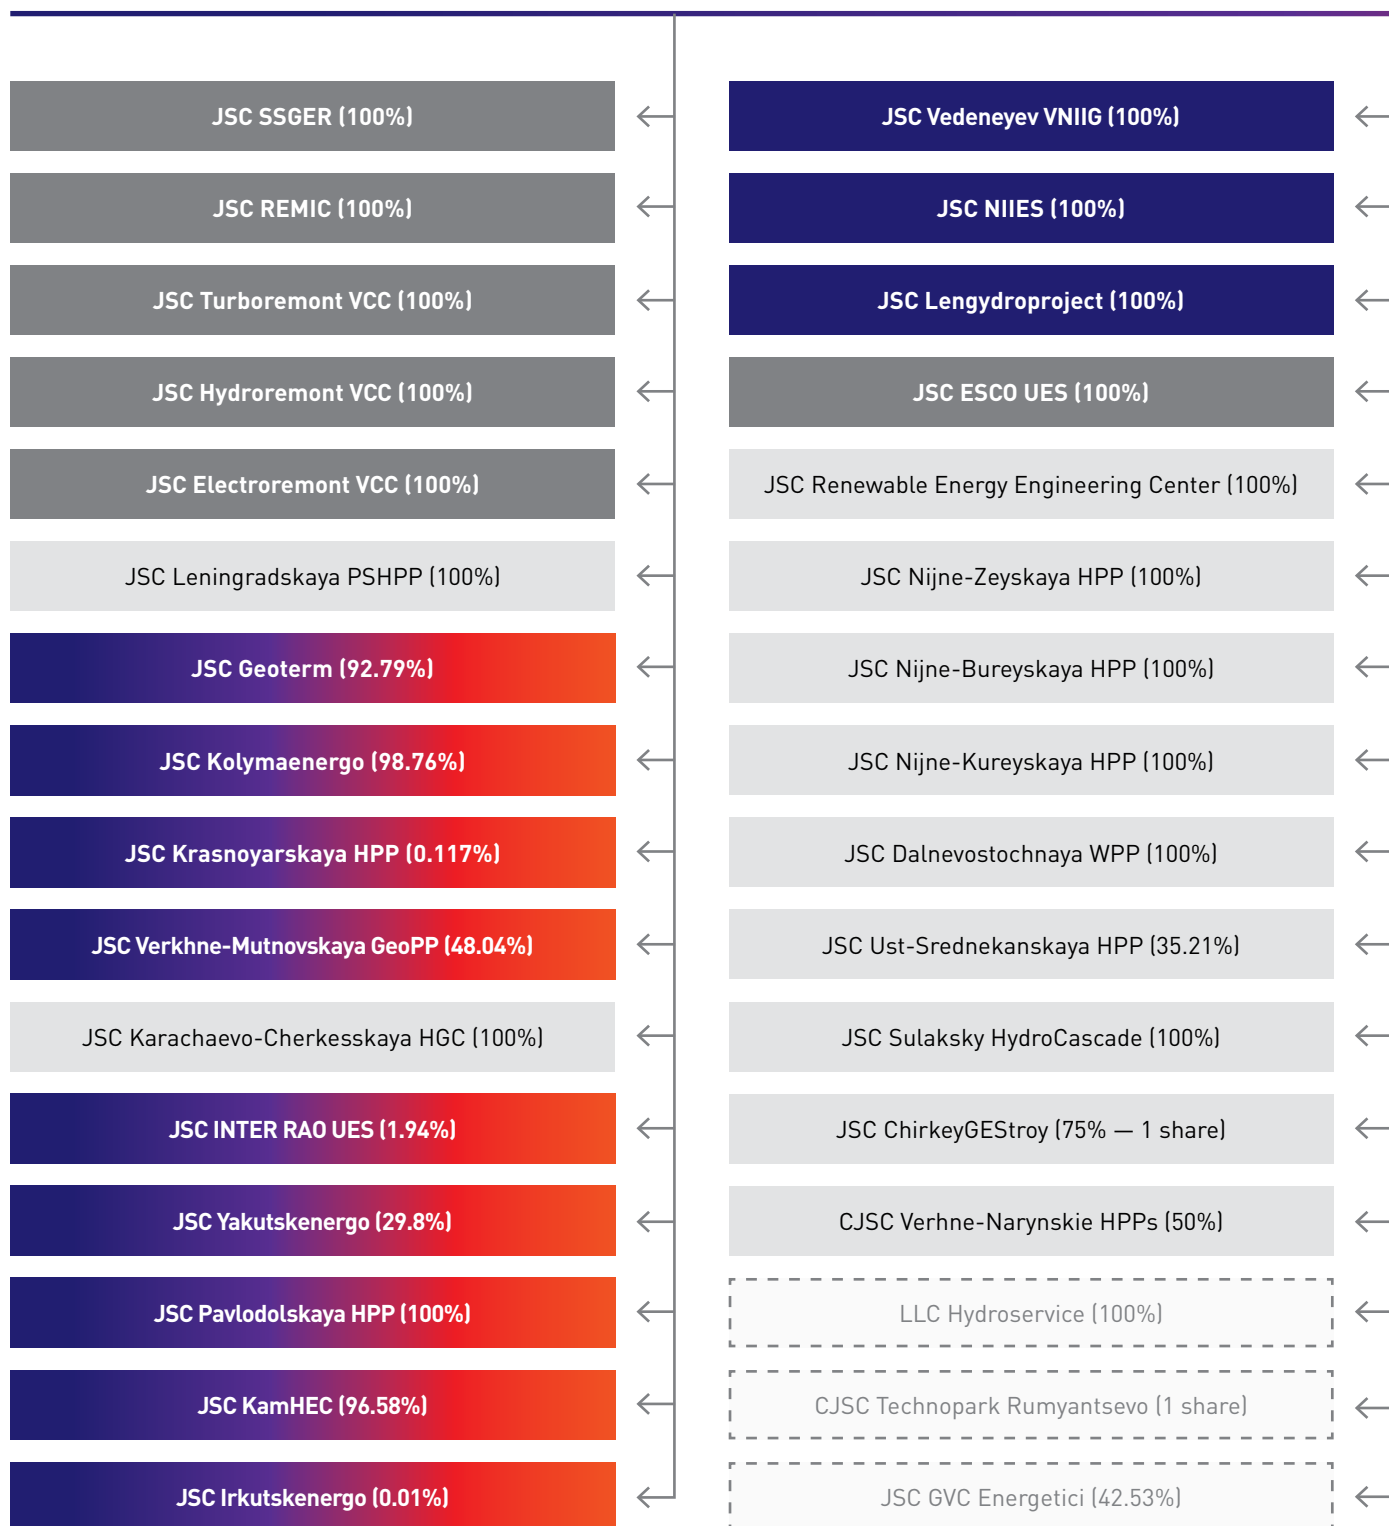 JSC SSGER (100%)
JSC REMIC (100%)
JSC Turboremont VCC (100%)
JSC Hydroremont VCC (100%)
JSC Electroremont VCC (100%)
JSC Leningradskaya PSHPP (100%)
JSC Geoterm (92.79%)
JSC Kolymaenergo (98.76%)
JSC Krasnoyarskaya HPP (0.117%)
JSC Verkhne-Mutnovskaya GeoPP (48.04%)
JSC Karachaevo-Cherkesskaya HGC (100%)
JSC INTER RAO UES (1.94%)
JSC Yakutskenergo (29.8%)
JSC Pavlodolskaya HPP (100%)
JSC KamHEC (96.58%)
JSC Irkutskenergo (0.01%)
JSC Vedeneyev VNIIG (100%)
JSC NIIES (100%)
JSC Lengydroproject (100%)
JSC ESCO UES (100%)
JSC Renewable Energy Engineering Center (100%)
JSC Nijne-Zeyskaya HPP (100%)
JSC Nijne-Bureyskaya HPP (100%)
JSC Nijne-Kureyskaya HPP (100%)
JSC Dalnevostochnaya WPP (100%)
JSC Ust-Srednekanskaya HPP (35.21%)
JSC Sulaksky HydroCascade (100%)
JSC ChirkeyGEStroy (75% — 1 share)
CJSC Verhne-Narynskie HPPs (50%)
LLC Hydroservice (100%)
CJSC Technopark Rumyantsevo (1 share)
JSC GVC Energetici (42.53%)